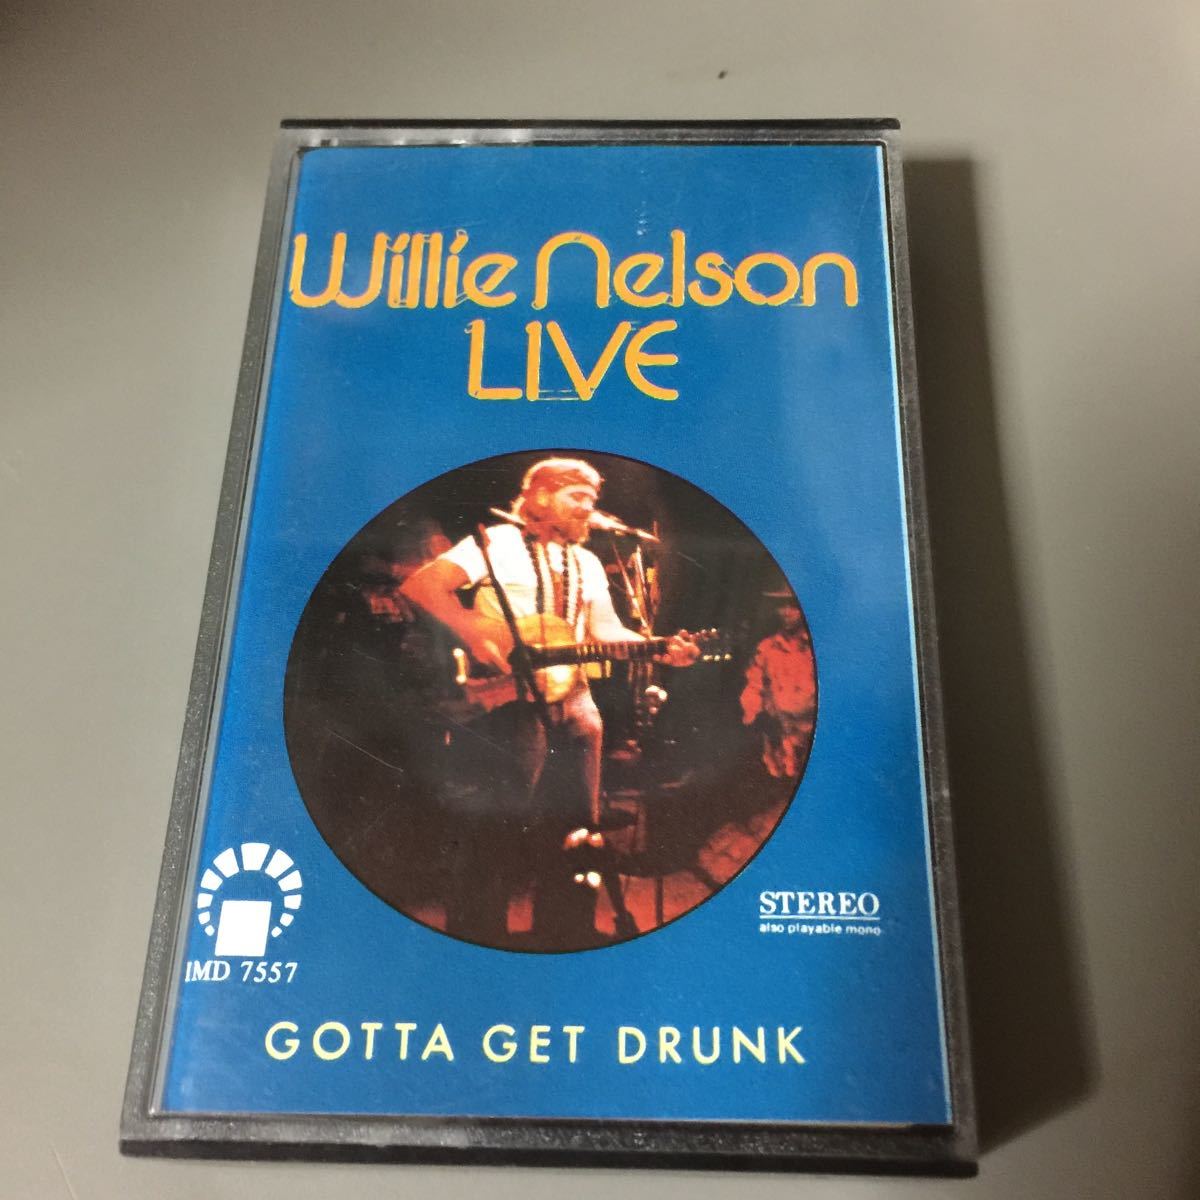 Willie Nelson
LIVE
STEREO
also playable mono
IMD 7557
GOTTA GET DRUNK